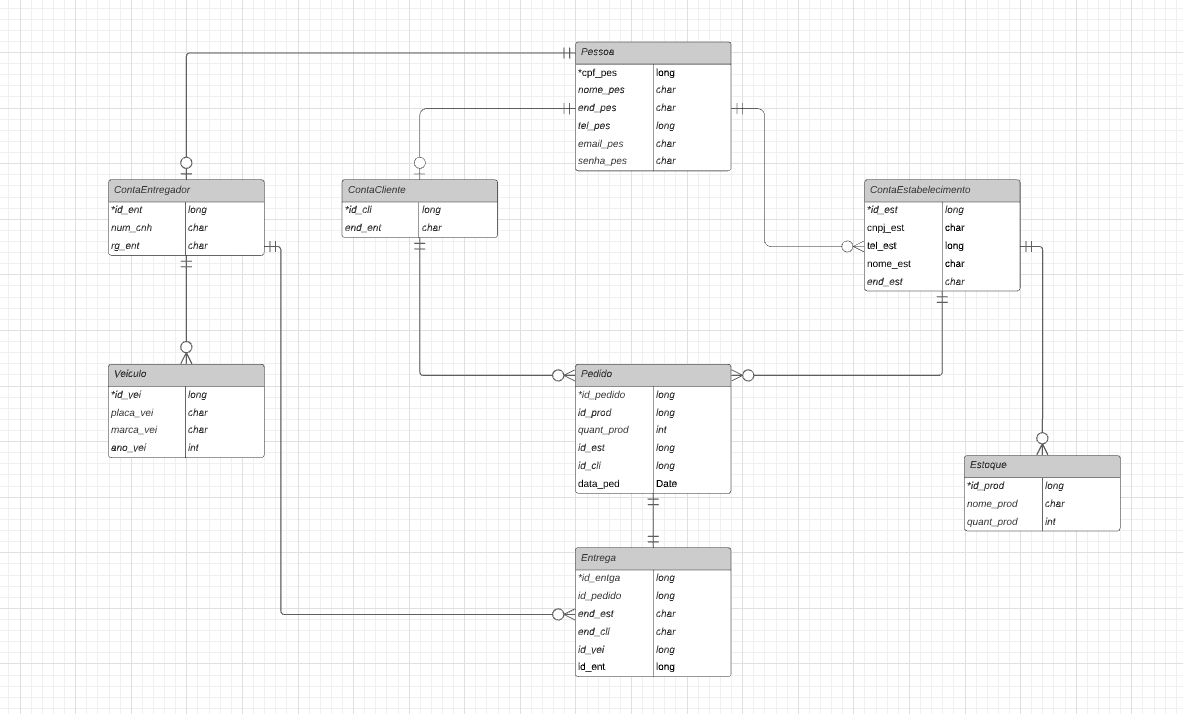 Pessoa
*cpf_pes long
nome_pes char
end_pes char
tel_pes long
email_pes char
senha_pes char
ContaEntregador
*id_ent long
num_cnh char
rg_ent char
ContaCliente
*id_cli long
end_ent char
ContaEstabelecimento
*id_est long
cnpj_est char
tel_est long
nome_est char
end_est char
Veículo
*id_vei long
placa_vei char
marca_vei char
ano_vei int
Pedido
*id_pedido long
id_prod long
quant_prod int
id_est long
id_cli long
data_ped Date
Estoque
*id_prod long
nome_prod char
quant_prod int
Entrega
*id_entga long
id_pedido long
end_est char
end_cli char
id_vei long
id_ent long